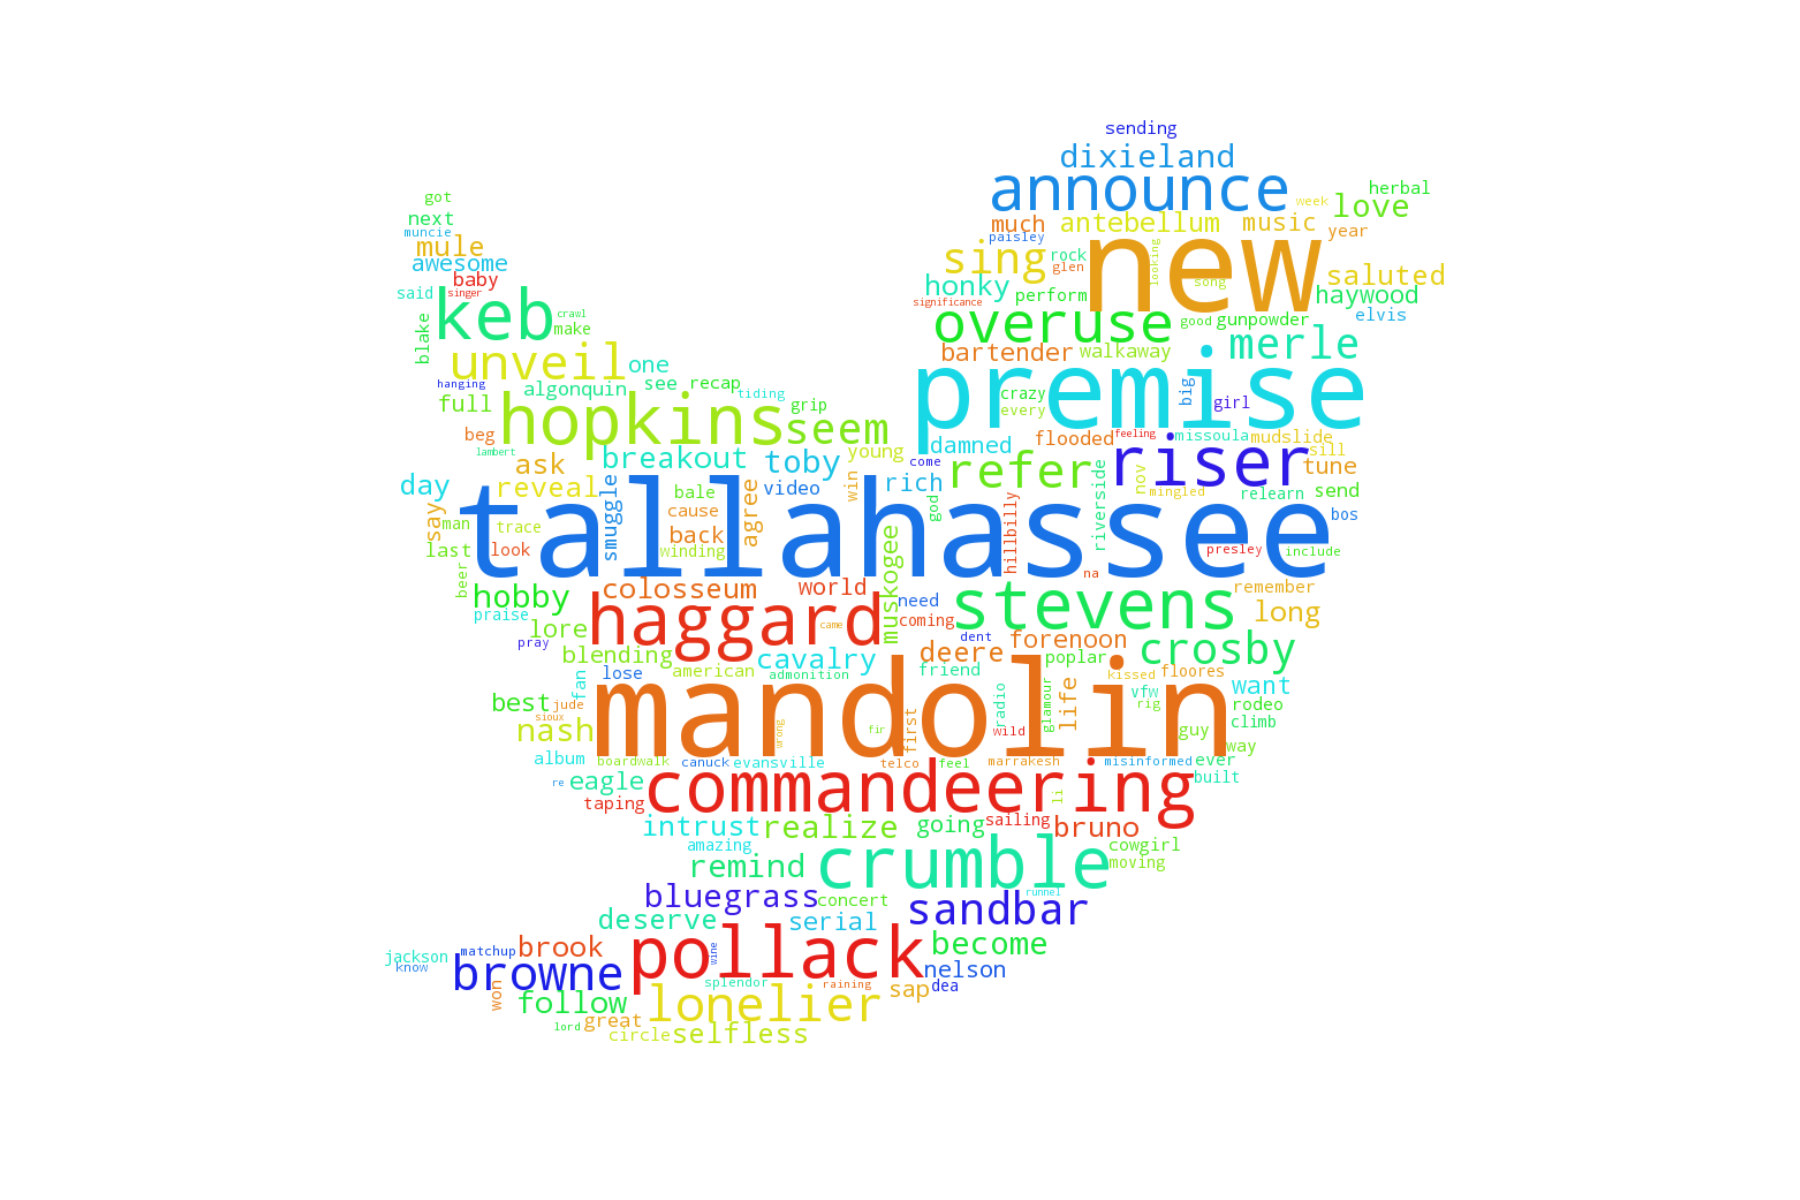 sending
dixieland
announce
herbal
love
week
got
next
muncie
mule
awesome
much
antebellum
music
year
paisley
new
sing
rock
looking
glen
song
saluted
baby
said
singer
honky
perform
haywood
significance
keb
crawl
make
blake
overuse
good
gunpowder
elvis
merle
unveil
one
bartender
walkaway
premise
hanging
algonquin
see
recap
tiding
crazy
every
big
girl
full
hopkins
seem
grip
beg
lambert
damned
flooded
feeling
missoula
mudslide
sill
ask
breakout
toby
young
come
refer
riser
tune
day
reveal
smuggle
bale
video
win
rich
god
hillbilly
riverside
nov
mingled
relearn
send
say
man
trace
cause
back
agree
tallahassee
bos
last
look
winding
muskogee
presley
include
beer
hobby
colosseum
world
need
na
stevens
remember
praise
lore
haggard
came
coming
long
pray
blending
dent
forenoon
crosby
cavalry
deere
poplar
lose
american
admonition
friend
kissed
floores
fan
best
jude
mandolin
radio
glamour
life
vfw
rig
want
rodeo
sioux
nash
wrong
fir
first
wild
guy
climb
way
album
boardwalk
canuck
evansville
telco
feel
marrakesh
misinformed
ever
re
eagle
commandeering
li
built
taping
intrust
realize
going
sailing
bruno
amazing
cowgirl
remind
crumble
moving
bluegrass
concert
runnel
deserve
serial
sandbar
jackson
matchup
brook
pollack
wine
become
know
browne
nelson
won
follow
splendor
raining
sap
dea
lonelier
lord
great
circle
selfless